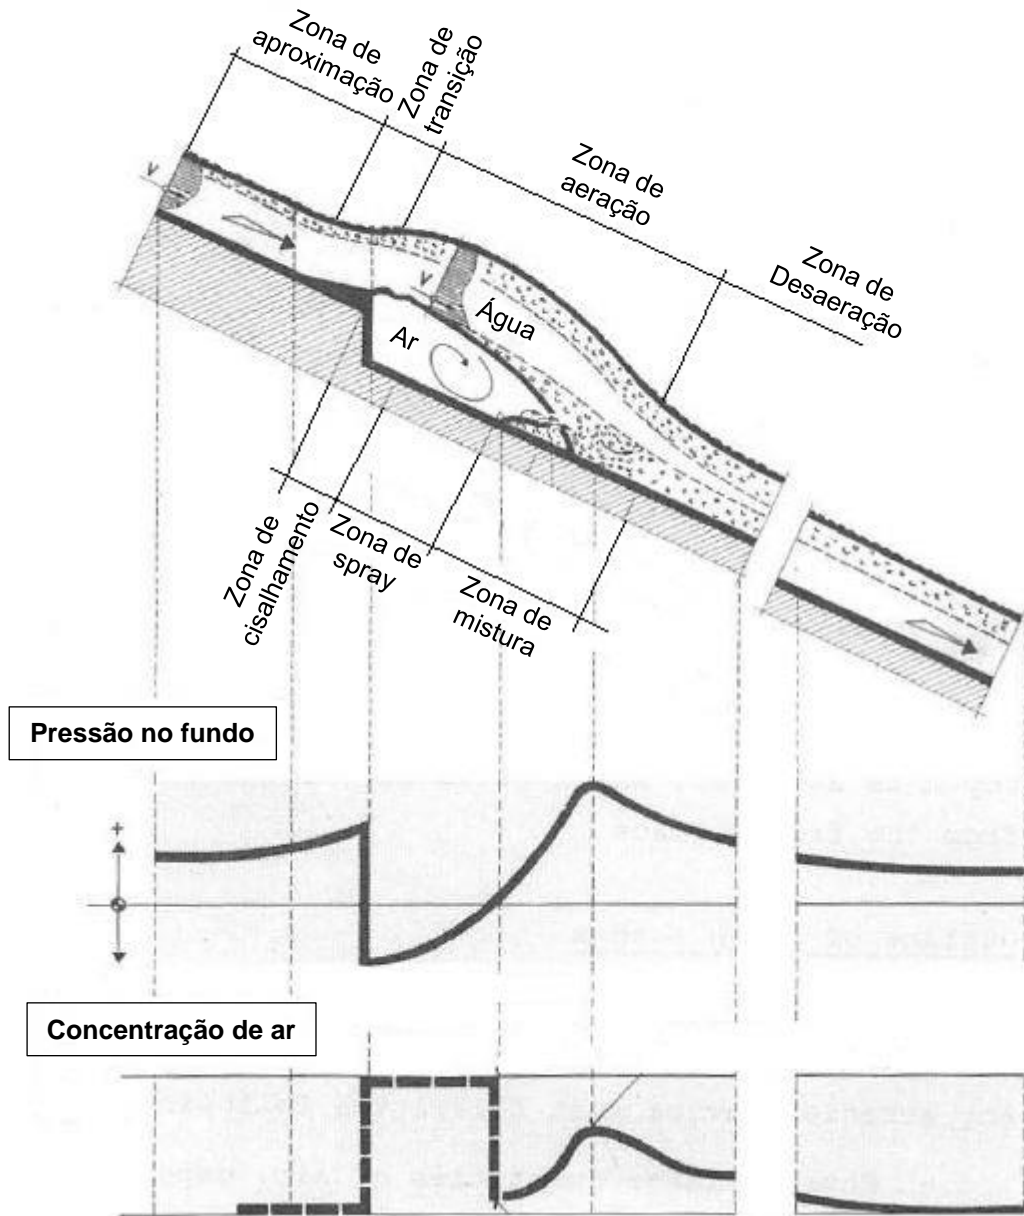 Zona de
aproximação
Zona de
transição
Zona de
aeração
Zona de
Desaeração
V
V
Água
Ar
Zona de
cisalhamento
Zona de
spray
Zona de
mistura
Pressão no fundo
+
Concentração de ar